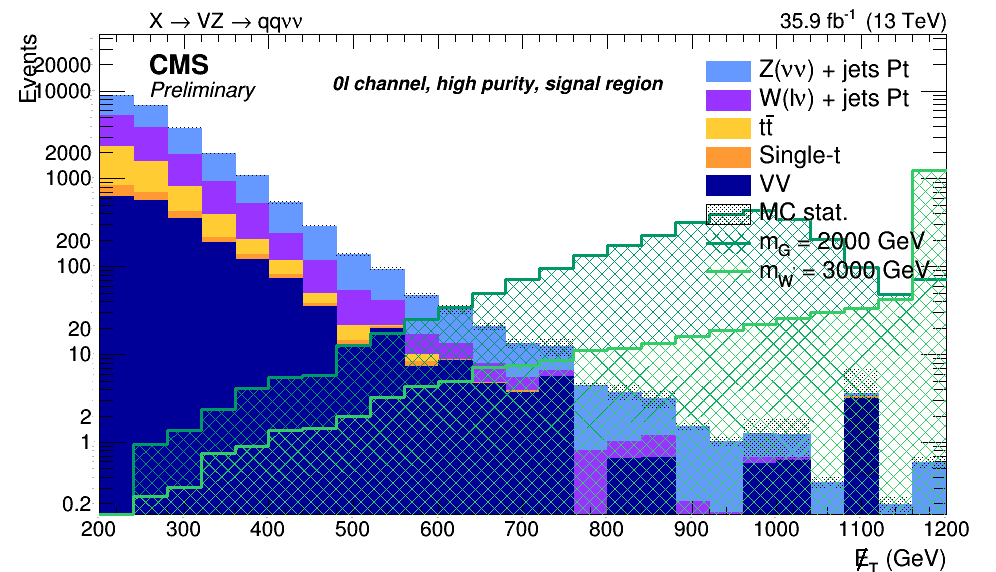 X → VZ → qqνν
35.9 fb⁻¹ (13 TeV)
CMS
Preliminary
0l channel, high purity, signal region
Z(νν) + jets Pt
W(lν) + jets Pt
tt̄
Single-t
VV
MC stat.
m_G = 2000 GeV
m_W' = 3000 GeV
Events
20000
10000
2000
1000
200
100
20
10
2
1
0.2
200 300 400 500 600 700 800 900 1000 1100 1200
E̸_T (GeV)